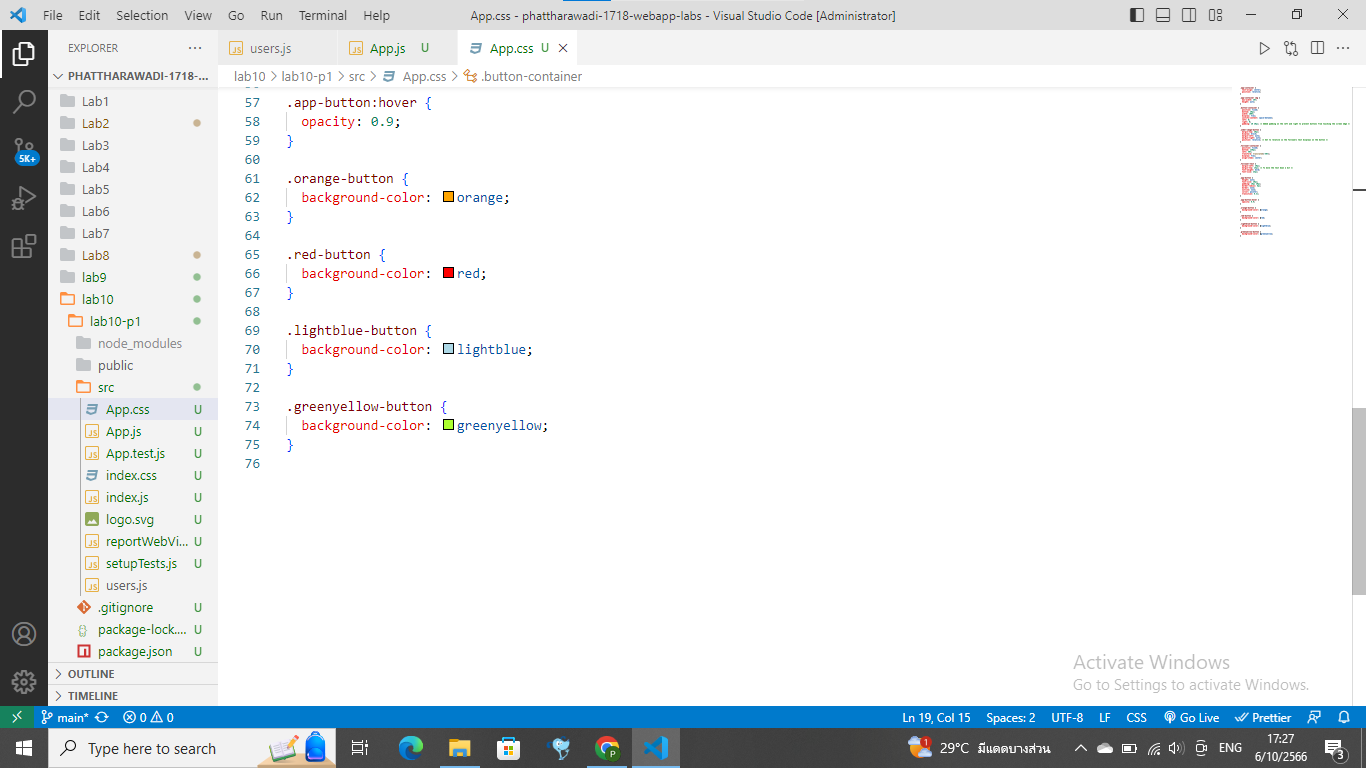 File Edit Selection View Go Run Terminal Help
App.css - phattharawadi-1718-webapp-labs - Visual Studio Code [Administrator]
EXPLORER
users.js
App.js U
App.css U
PHATTHARAWADI-1718-...
lab10 > lab10-p1 > src > App.css > .button-container
Lab1
Lab2
Lab3
Lab4
Lab5
Lab6
Lab7
Lab8
lab9
lab10
lab10-p1
node_modules
public
src
App.css U
App.js U
App.test.js U
index.css U
index.js U
logo.svg U
reportWebVi... U
setupTests.js U
users.js
.gitignore U
package-lock.... U
package.json U
OUTLINE
TIMELINE
5K+
57 .app-button:hover {
58 opacity: 0.9;
59 }
60
61 .orange-button {
62 background-color: orange;
63 }
64
65 .red-button {
66 background-color: red;
67 }
68
69 .lightblue-button {
70 background-color: lightblue;
71 }
72
73 .greenyellow-button {
74 background-color: greenyellow;
75 }
76
Activate Windows
Go to Settings to activate Windows.
main* 0 0
Ln 19, Col 15 Spaces: 2 UTF-8 LF CSS Go Live Prettier
Type here to search
1 29°C มีแดดบางส่วน
ENG
17:27
6/10/2566
3